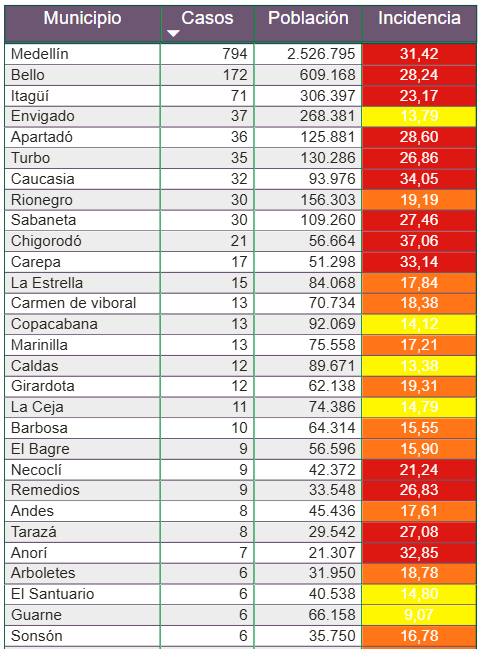 Municipio Casos Población Incidencia
Medellín 794 2.526.795 31,42
Bello 172 609.168 28,24
Itagüí 71 306.397 23,17
Envigado 37 268.381 13,79
Apartadó 36 125.881 28,60
Turbo 35 130.286 26,86
Caucasia 32 93.976 34,05
Rionegro 30 156.303 19,19
Sabaneta 30 109.260 27,46
Chigorodó 21 56.664 37,06
Carepa 17 51.298 33,14
La Estrella 15 84.068 17,84
Carmen de viboral 13 70.734 18,38
Copacabana 13 92.069 14,12
Marinilla 13 75.558 17,21
Caldas 12 89.671 13,38
Girardota 12 62.138 19,31
La Ceja 11 74.386 14,79
Barbosa 10 64.314 15,55
El Bagre 9 56.596 15,90
Necoclí 9 42.372 21,24
Remedios 9 33.548 26,83
Andes 8 45.436 17,61
Tarazá 8 29.542 27,08
Anorí 7 21.307 32,85
Arboletes 6 31.950 18,78
El Santuario 6 40.538 14,80
Guarne 6 66.158 9,07
Sonsón 6 35.750 16,78